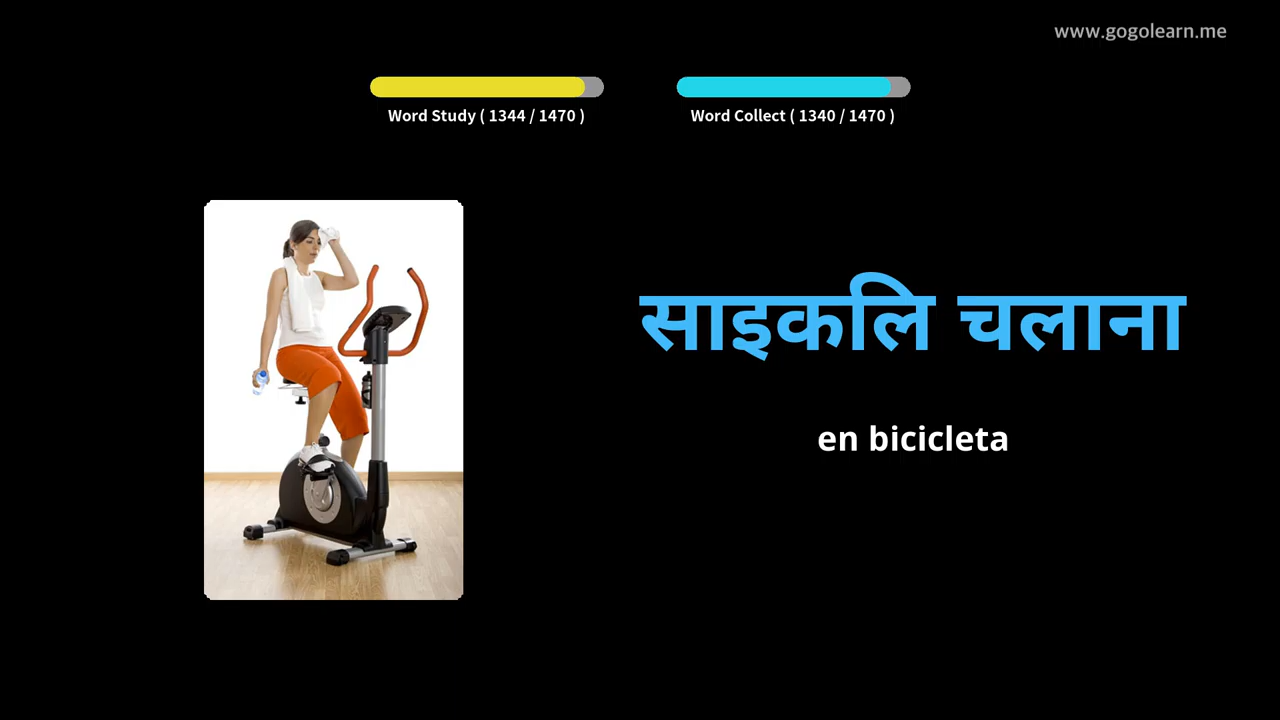 www.gogolearn.me
Word Study ( 1344 / 1470 )
Word Collect ( 1340 / 1470 )
साइकलि चलाना
en bicicleta